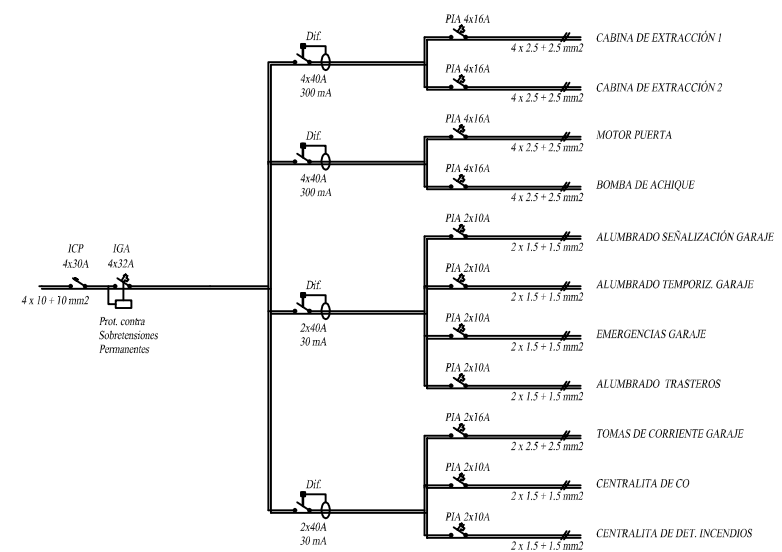 PIA 4x16A
4 x 2.5 + 2.5 mm2
CABINA DE EXTRACCIÓN 1
Dif.
4x40A
300 mA
PIA 4x16A
4 x 2.5 + 2.5 mm2
CABINA DE EXTRACCIÓN 2
PIA 4x16A
4 x 2.5 + 2.5 mm2
MOTOR PUERTA
Dif.
4x40A
300 mA
PIA 4x16A
4 x 2.5 + 2.5 mm2
BOMBA DE ACHIQUE
ICP
4x30A
IGA
4x32A
4 x 10 + 10 mm2
Prot. contra
Sobretensiones
Permanentes
PIA 2x10A
2 x 1.5 + 1.5 mm2
ALUMBRADO SEÑALIZACIÓN GARAJE
PIA 2x10A
2 x 1.5 + 1.5 mm2
ALUMBRADO TEMPORIZ. GARAJE
Dif.
2x40A
30 mA
PIA 2x10A
2 x 1.5 + 1.5 mm2
EMERGENCIAS GARAJE
PIA 2x10A
2 x 1.5 + 1.5 mm2
ALUMBRADO TRASTEROS
PIA 2x16A
2 x 2.5 + 2.5 mm2
TOMAS DE CORRIENTE GARAJE
Dif.
2x40A
30 mA
PIA 2x10A
2 x 1.5 + 1.5 mm2
CENTRALITA DE CO
PIA 2x10A
2 x 1.5 + 1.5 mm2
CENTRALITA DE DET. INCENDIOS